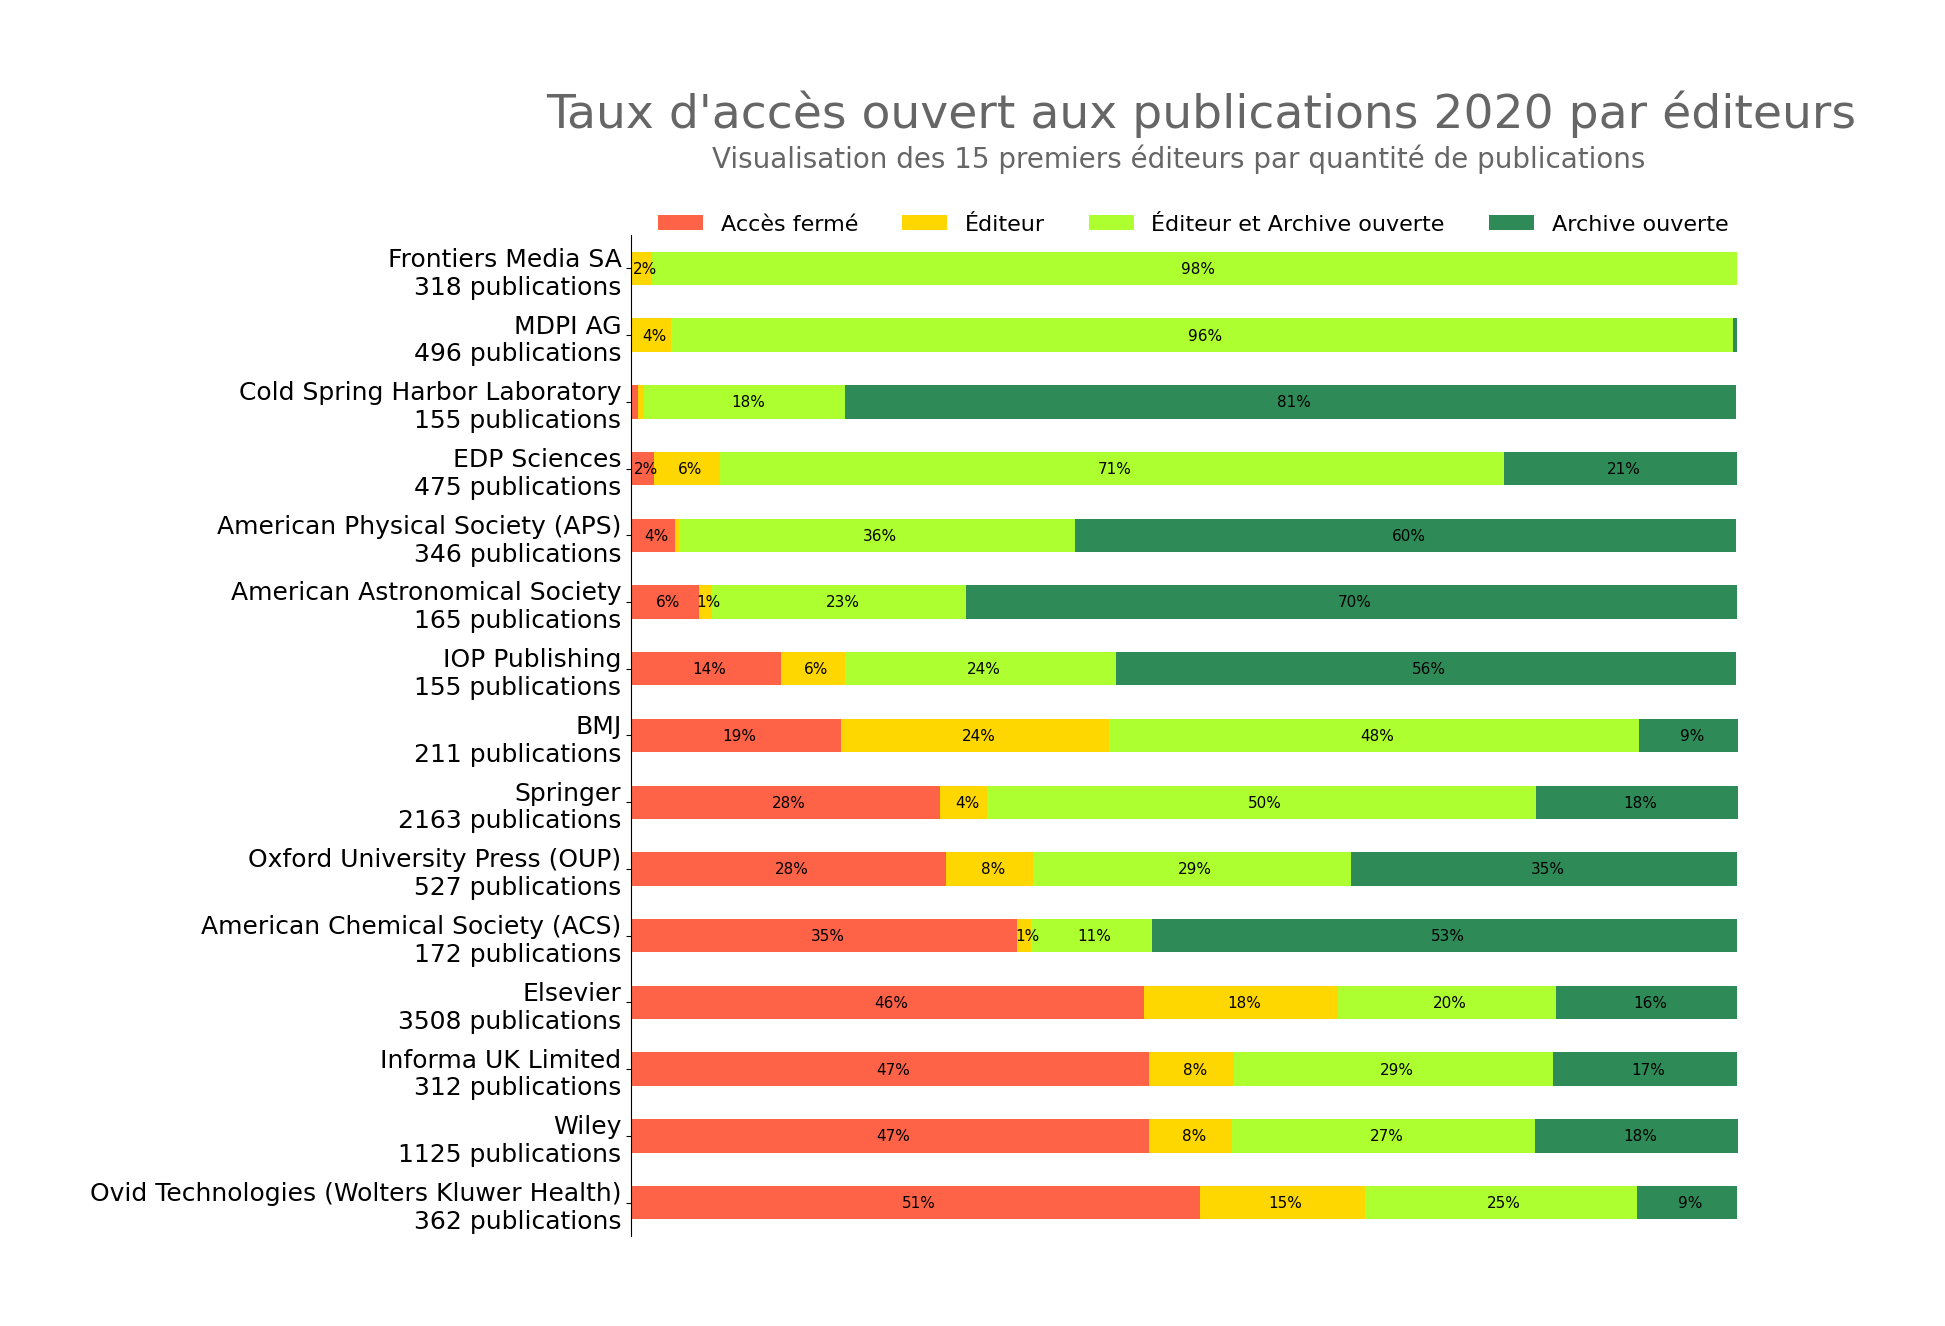 Taux d'accès ouvert aux publications 2020 par éditeurs
Visualisation des 15 premiers éditeurs par quantité de publications
Accès fermé Éditeur Éditeur et Archive ouverte Archive ouverte
Frontiers Media SA
318 publications
2% 98%
MDPI AG
496 publications
4% 96%
Cold Spring Harbor Laboratory
155 publications
18% 81%
EDP Sciences
475 publications
2% 6% 71% 21%
American Physical Society (APS)
346 publications
4% 36% 60%
American Astronomical Society
165 publications
6% 1% 23% 70%
IOP Publishing
155 publications
14% 6% 24% 56%
BMJ
211 publications
19% 24% 48% 9%
Springer
2163 publications
28% 4% 50% 18%
Oxford University Press (OUP)
527 publications
28% 8% 29% 35%
American Chemical Society (ACS)
172 publications
35% 1% 11% 53%
Elsevier
3508 publications
46% 18% 20% 16%
Informa UK Limited
312 publications
47% 8% 29% 17%
Wiley
1125 publications
47% 8% 27% 18%
Ovid Technologies (Wolters Kluwer Health)
362 publications
51% 15% 25% 9%